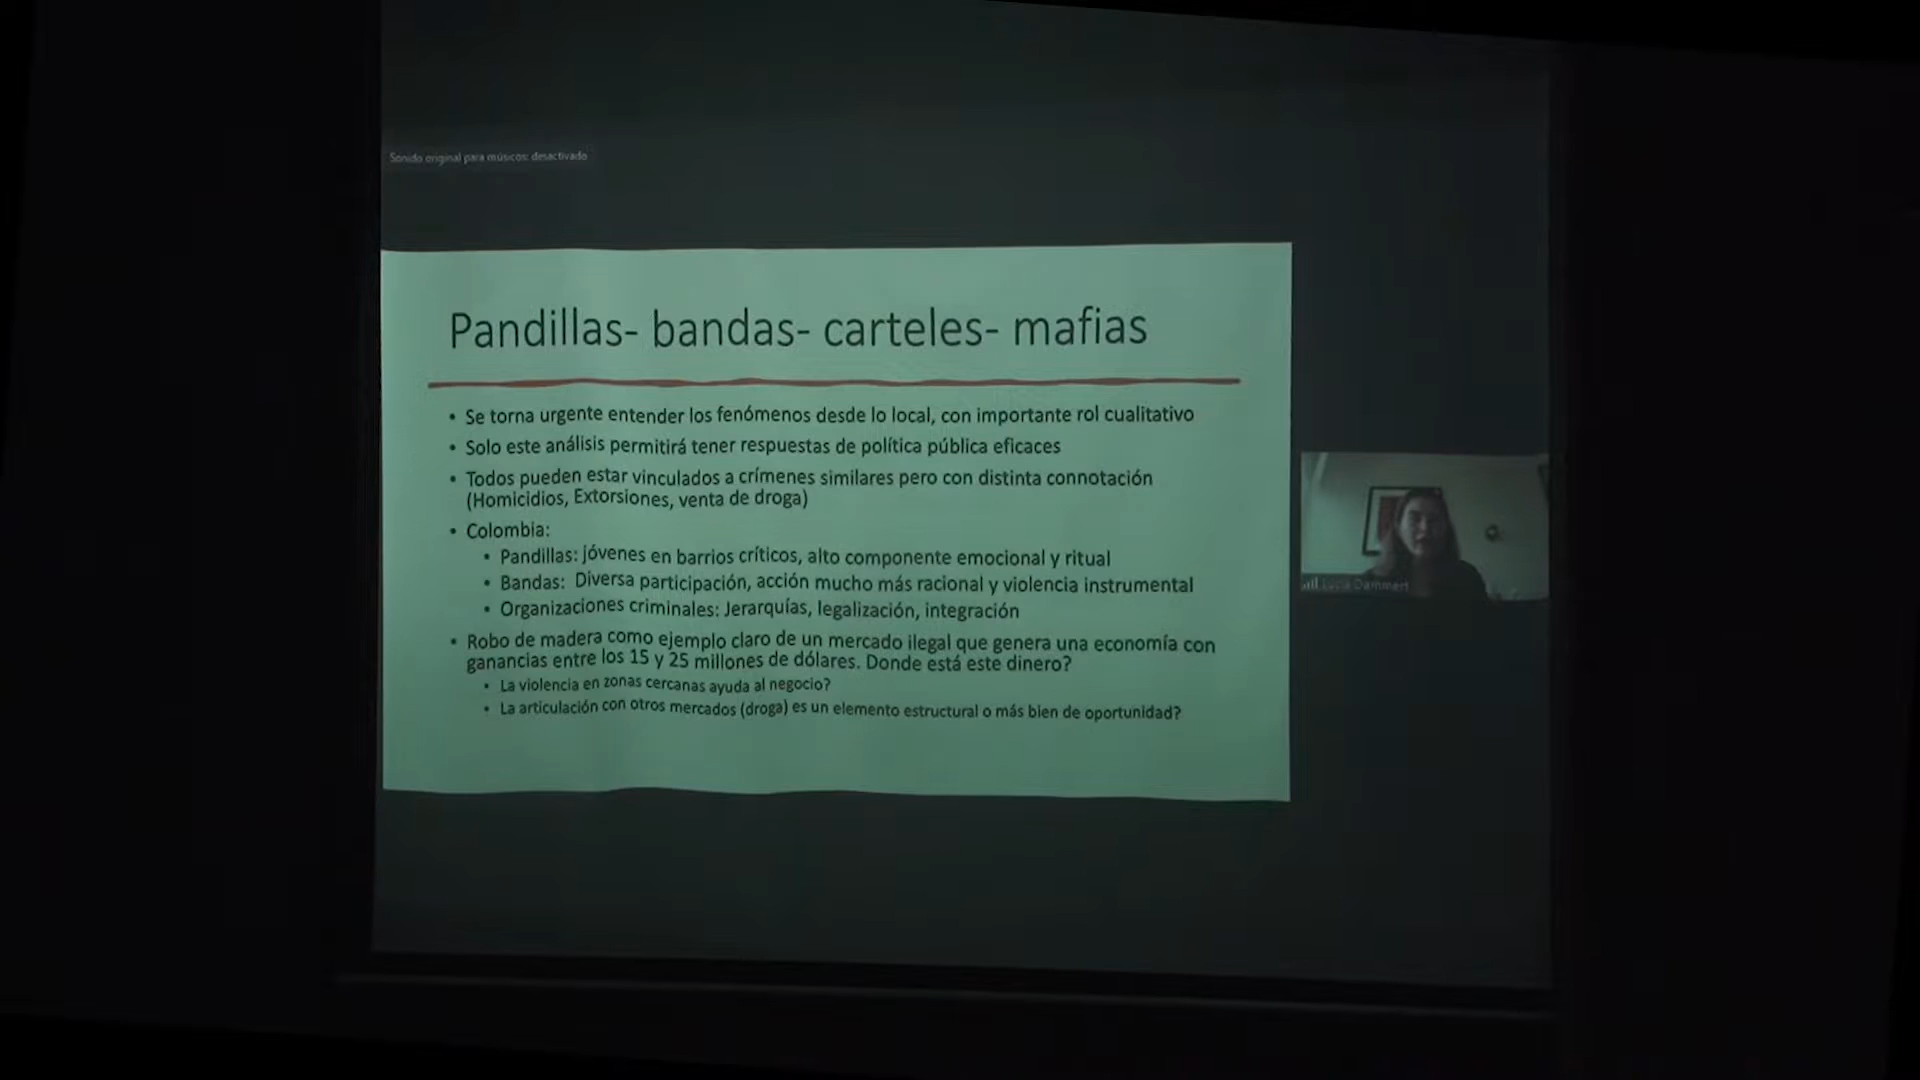 Sonido original para músicos: desactivado
Pandillas- bandas- carteles- mafias
• Se torna urgente entender los fenómenos desde lo local, con importante rol cualitativo
• Solo este análisis permitirá tener respuestas de política pública eficaces
• Todos pueden estar vinculados a crímenes similares pero con distinta connotación
(Homicidios, Extorsiones, venta de droga)
• Colombia:
• Pandillas: jóvenes en barrios críticos, alto componente emocional y ritual
• Bandas: Diversa participación, acción mucho más racional y violencia instrumental
• Organizaciones criminales: Jerarquías, legalización, integración
• Robo de madera como ejemplo claro de un mercado ilegal que genera una economía con
ganancias entre los 15 y 25 millones de dólares. Donde está este dinero?
• La violencia en zonas cercanas ayuda al negocio?
• La articulación con otros mercados (droga) es un elemento estructural o más bien de oportunidad?
Lucia Dammert